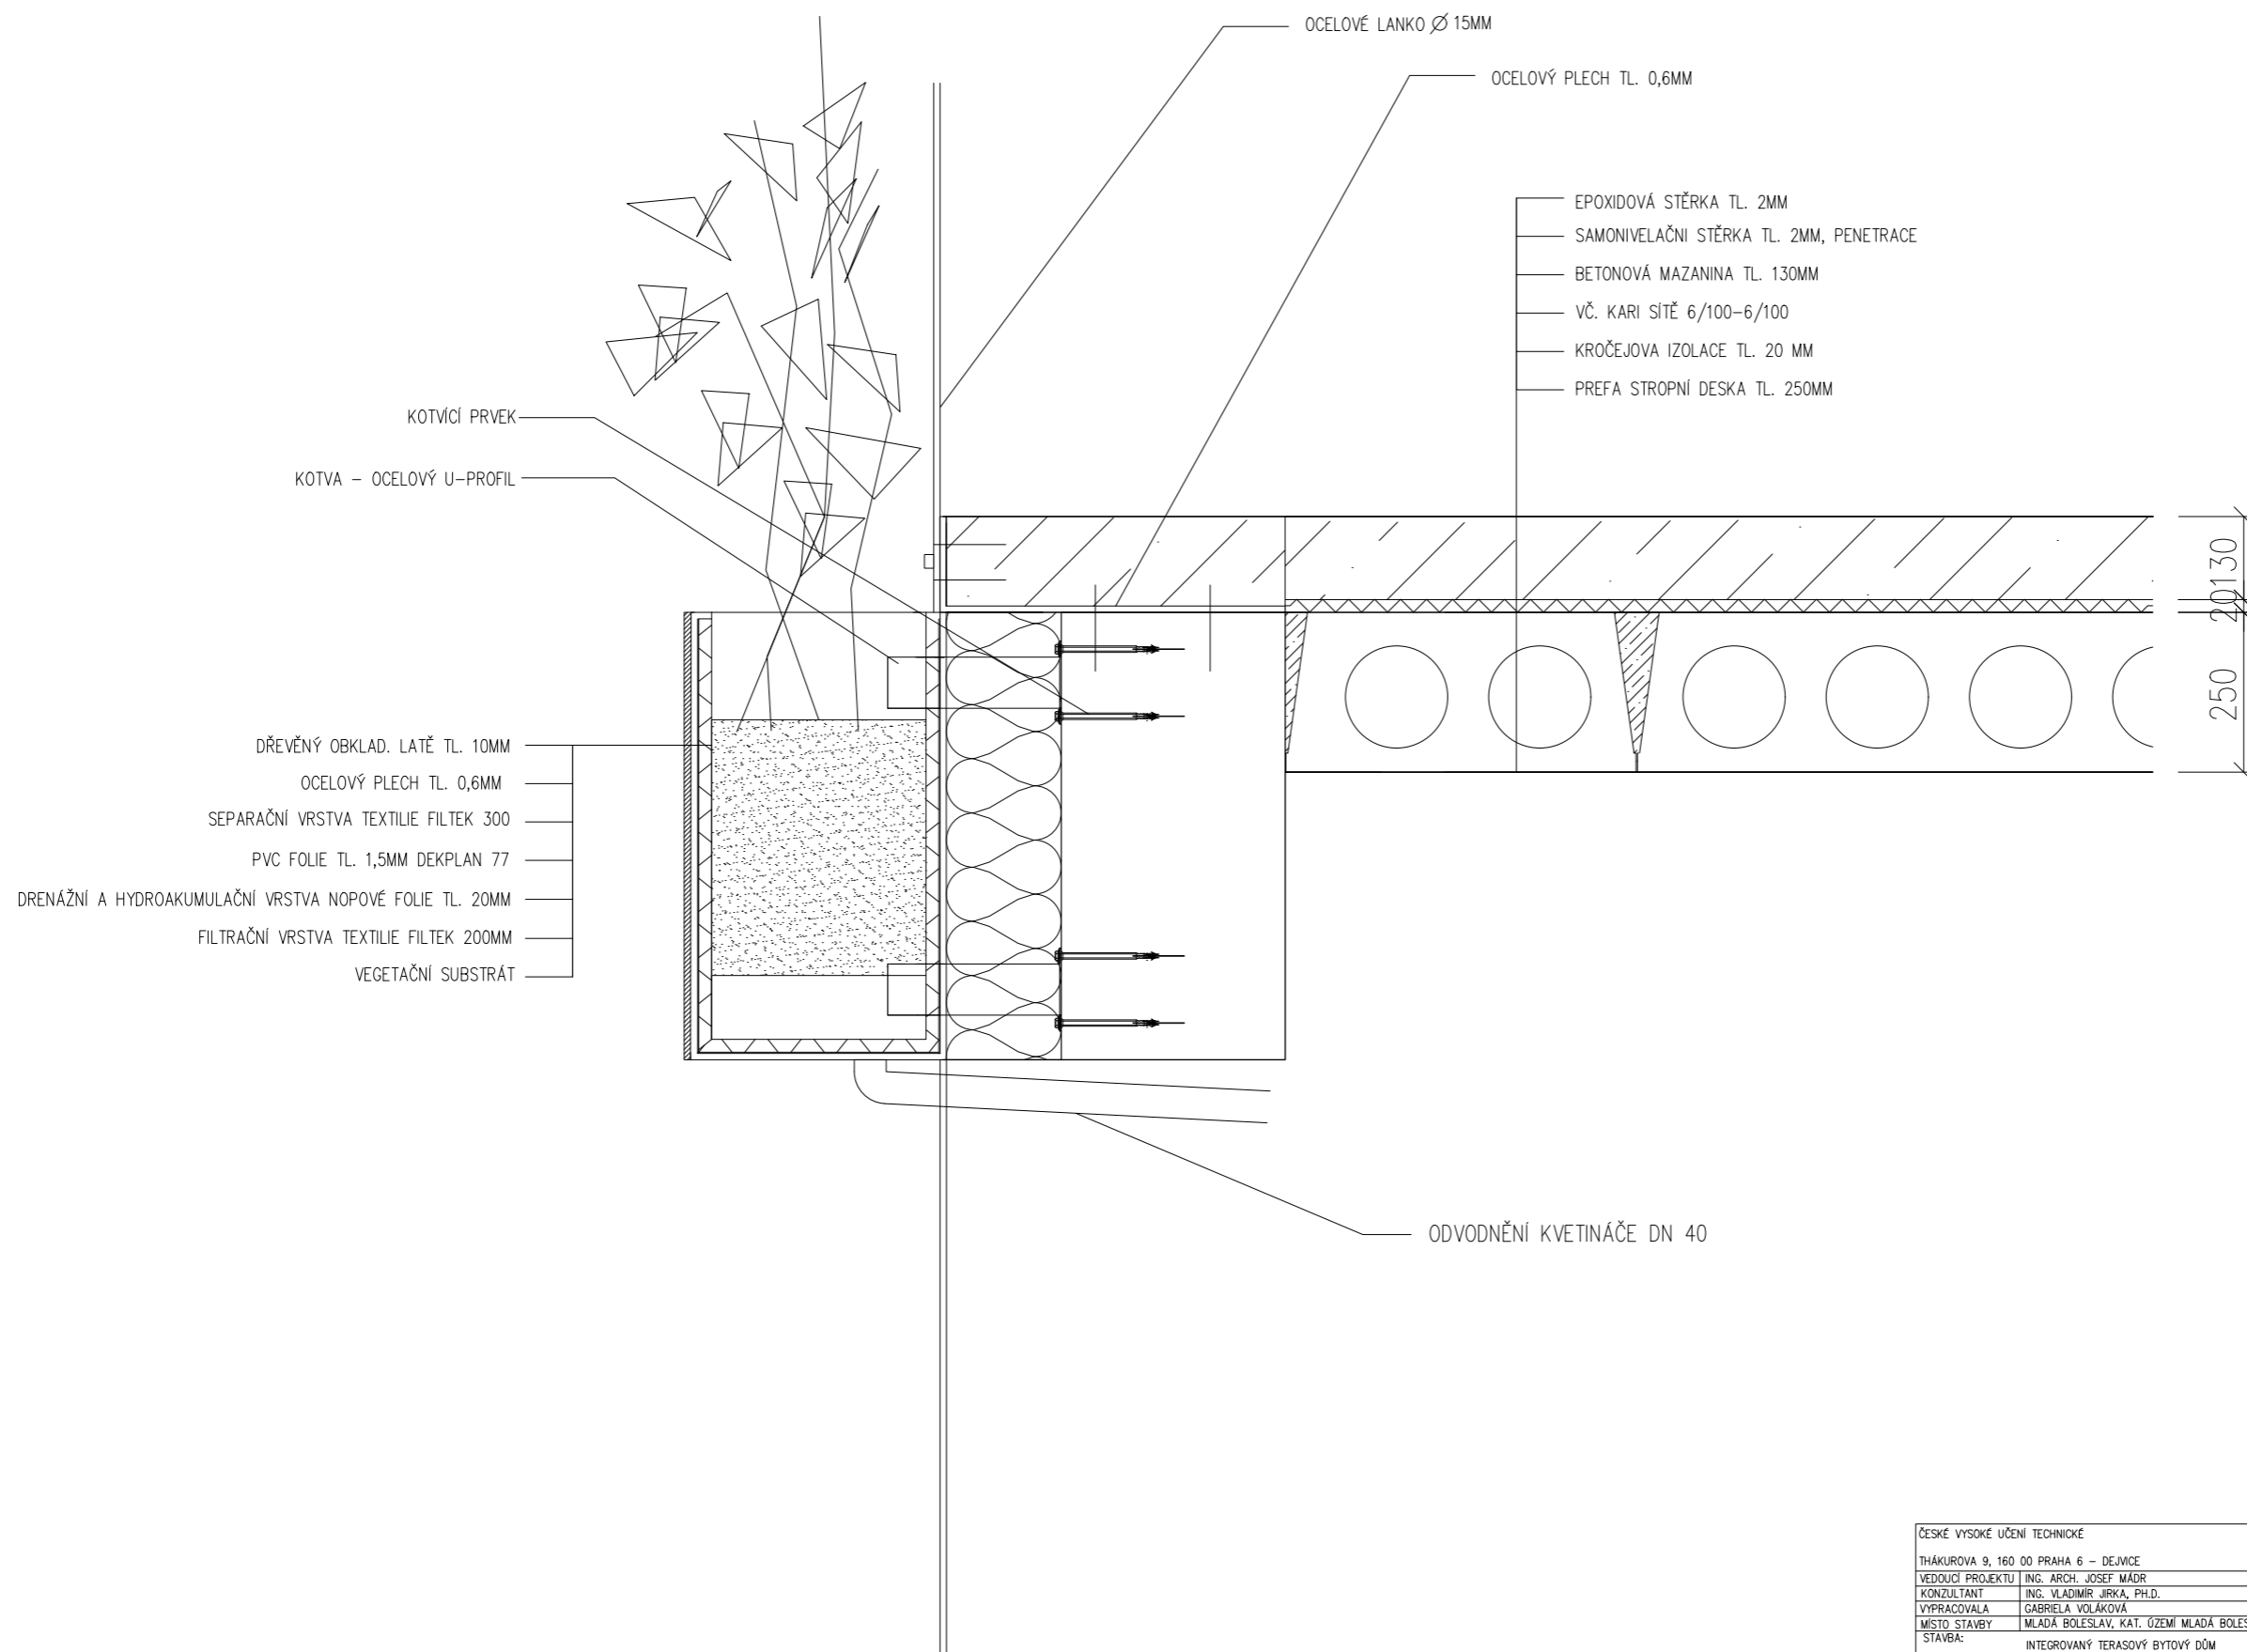 OCELOVÉ LANKO Ø 15MM
OCELOVÝ PLECH TL. 0,6MM
EPOXIDOVÁ STĚRKA TL. 2MM
SAMONIVELAČNI STĚRKA TL. 2MM, PENETRACE
BETONOVÁ MAZANINA TL. 130MM
VČ. KARI SÍTĚ 6/100-6/100
KROČEJOVA IZOLACE TL. 20 MM
PREFA STROPNÍ DESKA TL. 250MM
KOTVÍCÍ PRVEK
KOTVA - OCELOVÝ U-PROFIL
130
20
250
DŘEVĚNÝ OBKLAD. LATĚ TL. 10MM
OCELOVÝ PLECH TL. 0,6MM
SEPARAČNÍ VRSTVA TEXTILIE FILTEK 300
PVC FOLIE TL. 1,5MM DEKPLAN 77
DRENÁŽNÍ A HYDROAKUMULAČNÍ VRSTVA NOPOVÉ FOLIE TL. 20MM
FILTRAČNÍ VRSTVA TEXTILIE FILTEK 200MM
VEGETAČNÍ SUBSTRÁT
ODVODNĚNÍ KVETINÁČE DN 40
ČESKÉ VYSOKÉ UČENÍ TECHNICKÉ
THÁKUROVA 9, 160 00 PRAHA 6 - DEJVICE
VEDOUCÍ PROJEKTU ING. ARCH. JOSEF MÁDR
KONZULTANT ING. VLADIMÍR JIRKA, PH.D.
VYPRACOVALA GABRIELA VOLÁKOVÁ
MÍSTO STAVBY MLADÁ BOLESLAV, KAT. ÚZEMÍ MLADÁ BOLES
STAVBA:
INTEGROVANÝ TERASOVÝ BYTOVÝ DŮM